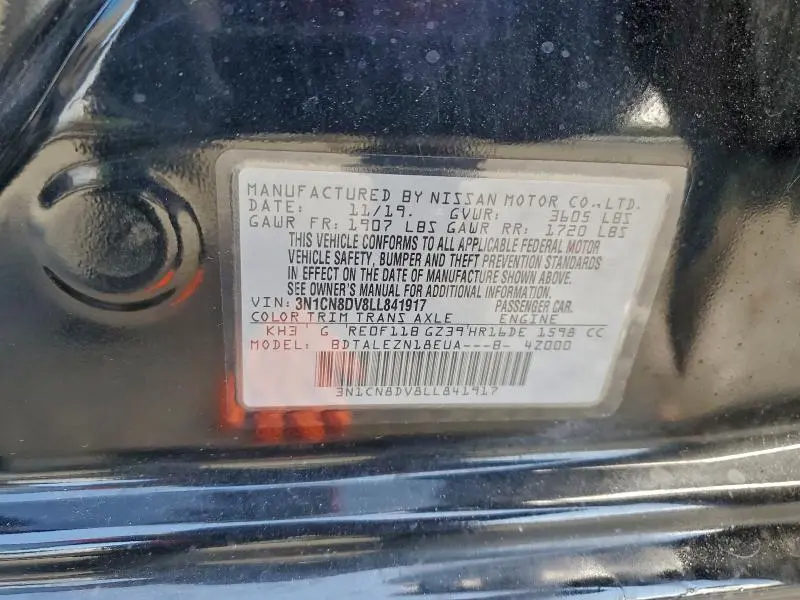 MANUFACTURED BY NISSAN MOTOR CO.,LTD.
DATE: 11/19. GVWR: 3605 LBS
GAWR FR: 1907 LBS GAWR RR: 1720 LBS
THIS VEHICLE CONFORMS TO ALL APPLICABLE FEDERAL MOTOR
VEHICLE SAFETY, BUMPER AND THEFT PREVENTION STANDARDS
IN EFFECT ON THE DATE OF MANUFACTURE SHOWN ABOVE.
SEE OWNER'S MANUAL FOR ADDITIONAL INFORMATION.
VIN: 3N1CN8DV8LL841917 PASSENGER CAR.
COLOR TRIM TRANS AXLE ENGINE
KH3 G RE0F11B GZ39 HR16DE 1598 CC
MODEL: BDTALEZN18EUA---B- 4Z000
3N1CN8DV8LL841917